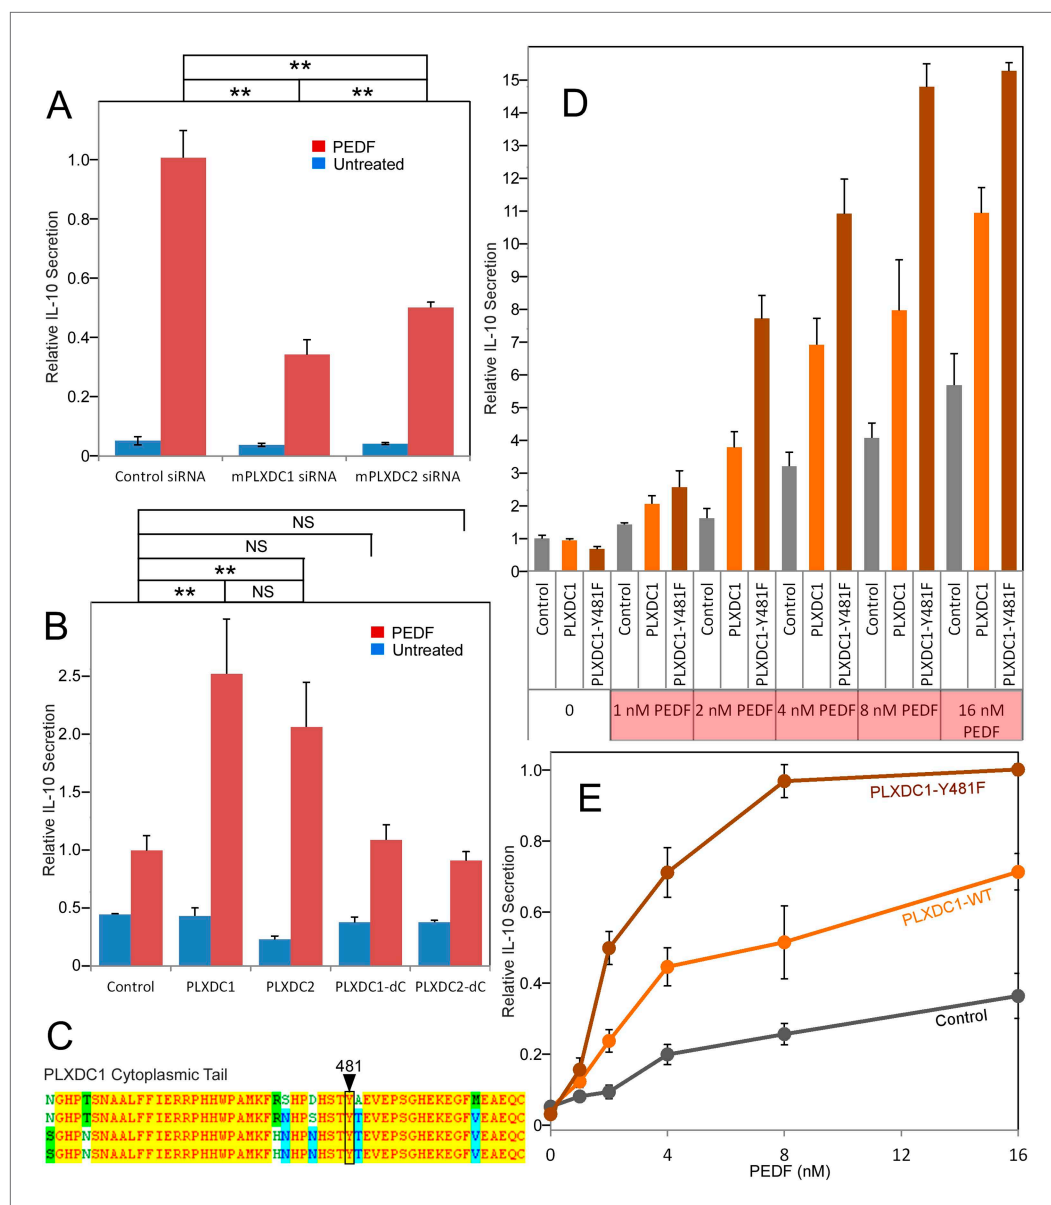 A
**
** **
PEDF
Untreated
Relative IL-10 Secretion
1.0
0.8
0.6
0.4
0.2
0
Control siRNA mPLXDC1 siRNA mPLXDC2 siRNA
B
NS
NS
**
** NS
PEDF
Untreated
Relative IL-10 Secretion
2.5
2.0
1.5
1.0
0.5
0
Control PLXDC1 PLXDC2 PLXDC1-dC PLXDC2-dC
C
481
PLXDC1 Cytoplasmic Tail
NGHPTSNAALFFIERRPHHWPAMKFRSHPDHSTYAEVEPSGHEKEGFMEAEQC
NGHPTSNAALFFIERRPHHWPAMKFRNHPSHSTYTEVEPSGHEKEGFVEAEQC
SGHPNSNAALFFIERRPHHWPAMKFHNHPNHSTYTEVEPSGHEKEGFVEAEQC
SGHPNSNAALFFIERRPHHWPAMKFHNHPNHSTYTEVEPSGHEKEGFVEAEQC
D
Relative IL-10 Secretion
15
14
13
12
11
10
9
8
7
6
5
4
3
2
1
0
Control PLXDC1 PLXDC1-Y481F Control PLXDC1 PLXDC1-Y481F Control PLXDC1 PLXDC1-Y481F Control PLXDC1 PLXDC1-Y481F Control PLXDC1 PLXDC1-Y481F Control PLXDC1 PLXDC1-Y481F
0 1 nM PEDF 2 nM PEDF 4 nM PEDF 8 nM PEDF 16 nM
PEDF
E
Relative IL-10 Secretion
1.0
0.8
0.6
0.4
0.2
0
PLXDC1-Y481F
PLXDC1-WT
Control
0 4 8 12 16
PEDF (nM)